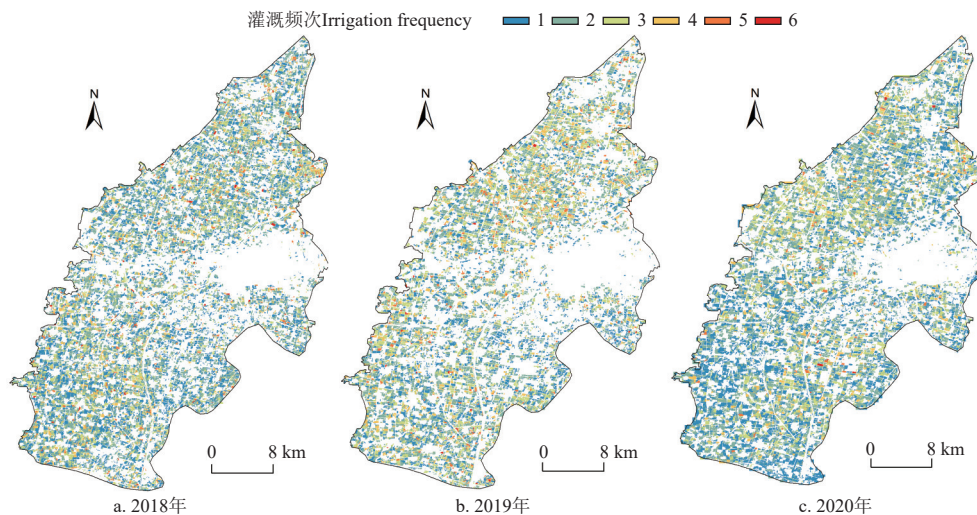 灌溉频次Irrigation frequency 1 2 3 4 5 6
N N N
0 8 km 0 8 km 0 8 km
a. 2018年 b. 2019年 c. 2020年